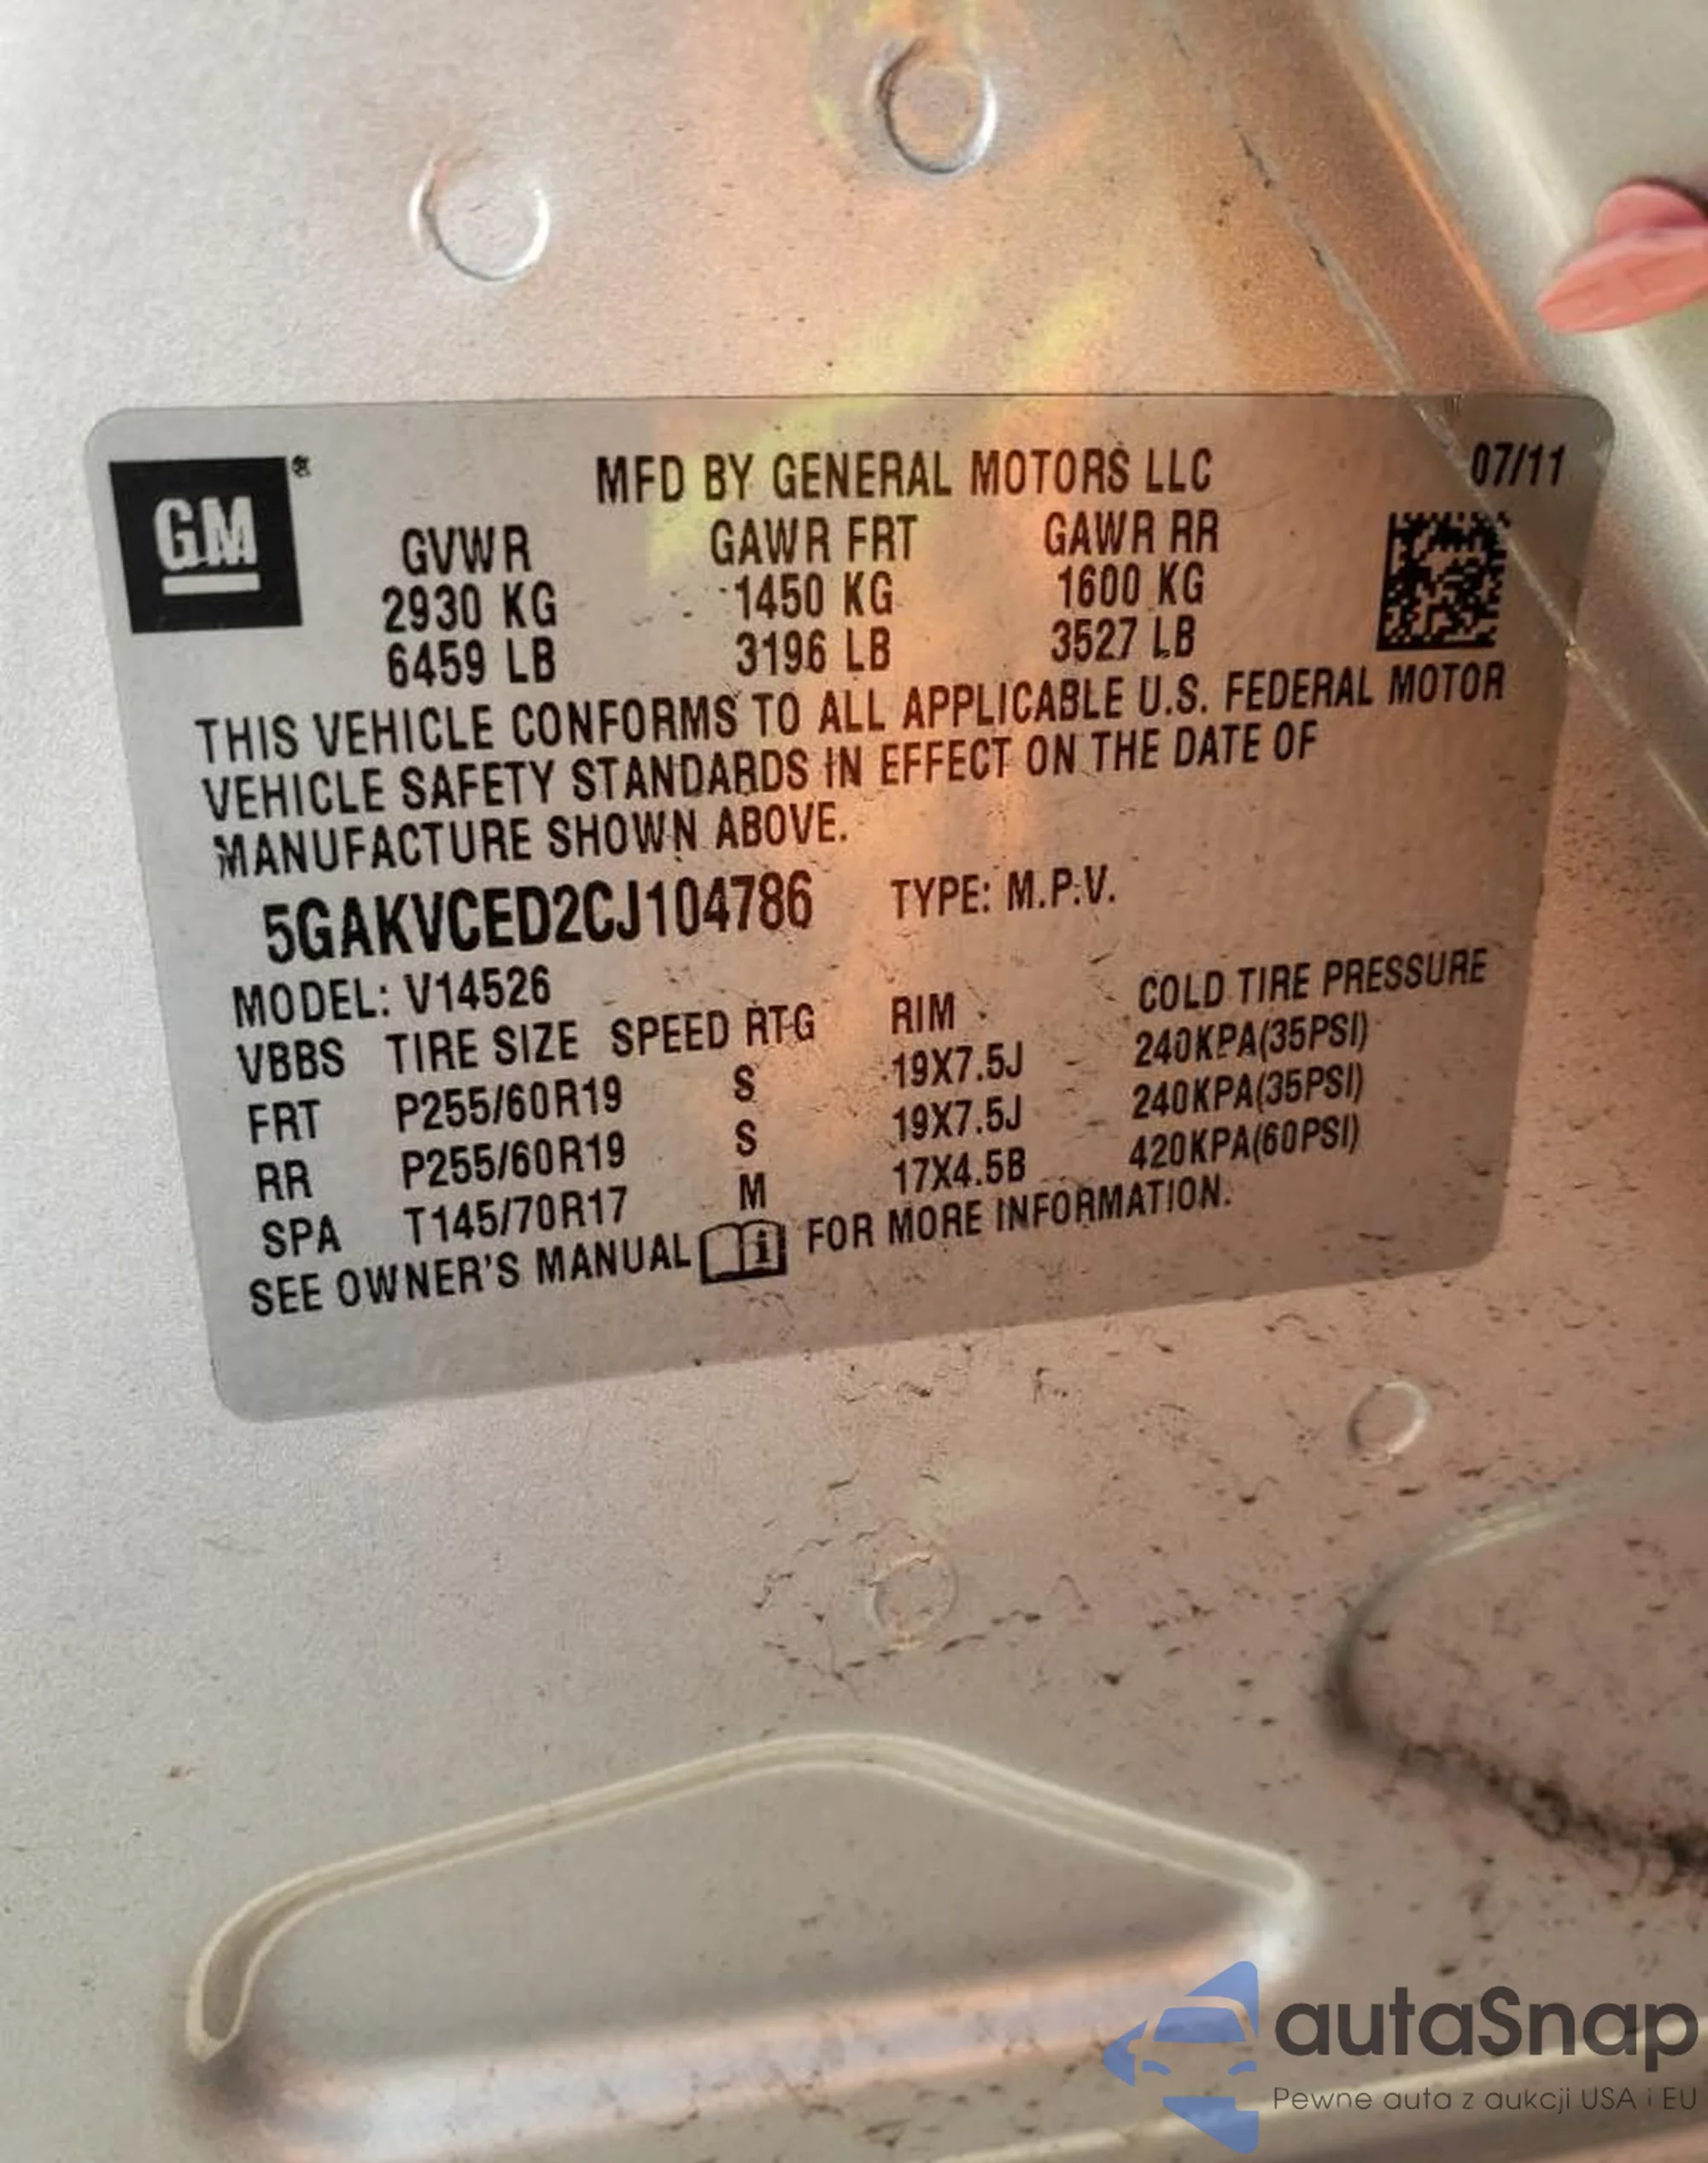 GM®
MFD BY GENERAL MOTORS LLC 07/11
GVWR GAWR FRT GAWR RR
2930 KG 1450 KG 1600 KG
6459 LB 3196 LB 3527 LB
THIS VEHICLE CONFORMS TO ALL APPLICABLE U.S. FEDERAL MOTOR
VEHICLE SAFETY STANDARDS IN EFFECT ON THE DATE OF
MANUFACTURE SHOWN ABOVE.
5GAKVCED2CJ104786 TYPE: M.P.V.
MODEL: V14526
VBBS TIRE SIZE SPEED RTG RIM COLD TIRE PRESSURE
FRT P255/60R19 S 19X7.5J 240KPA(35PSI)
RR P255/60R19 S 19X7.5J 240KPA(35PSI)
SPA T145/70R17 M 17X4.5B 420KPA(60PSI)
SEE OWNER'S MANUAL FOR MORE INFORMATION.
autaSnap
Pewne auta z aukcji USA i EU